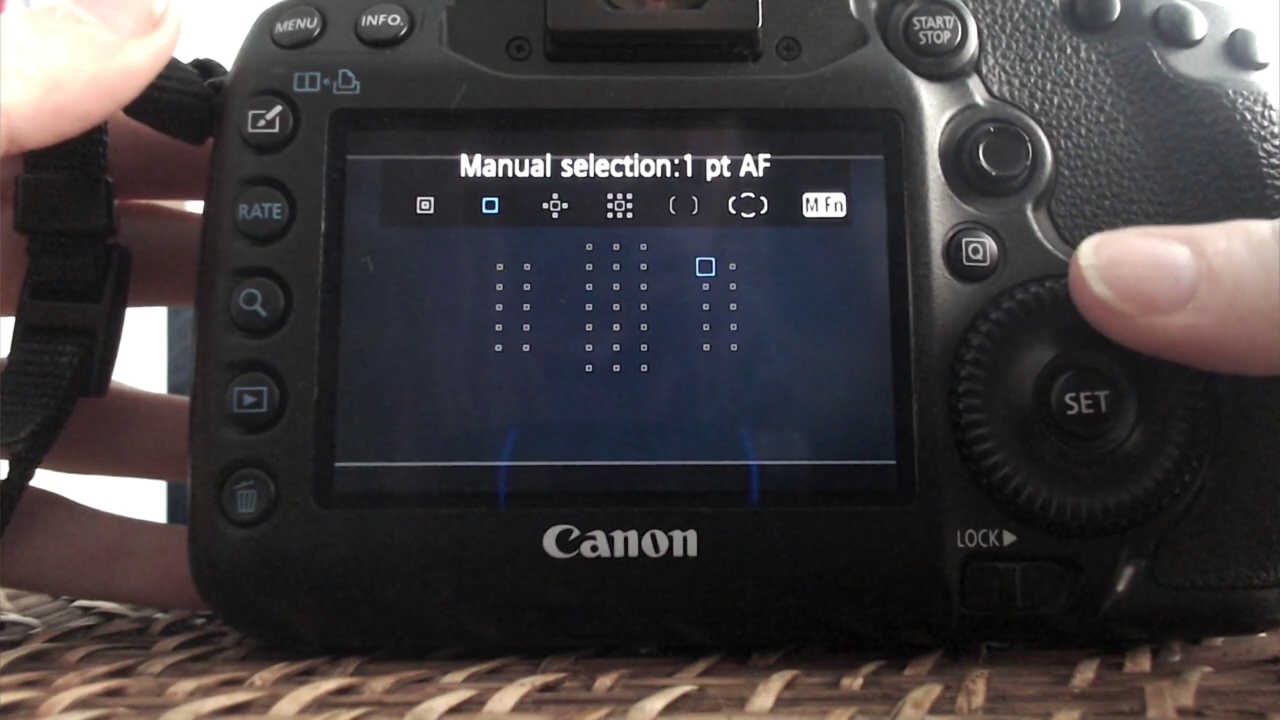 MENU
INFO.
START/
STOP
Manual selection:1 pt AF
M Fn
RATE
Q
SET
Canon
LOCK